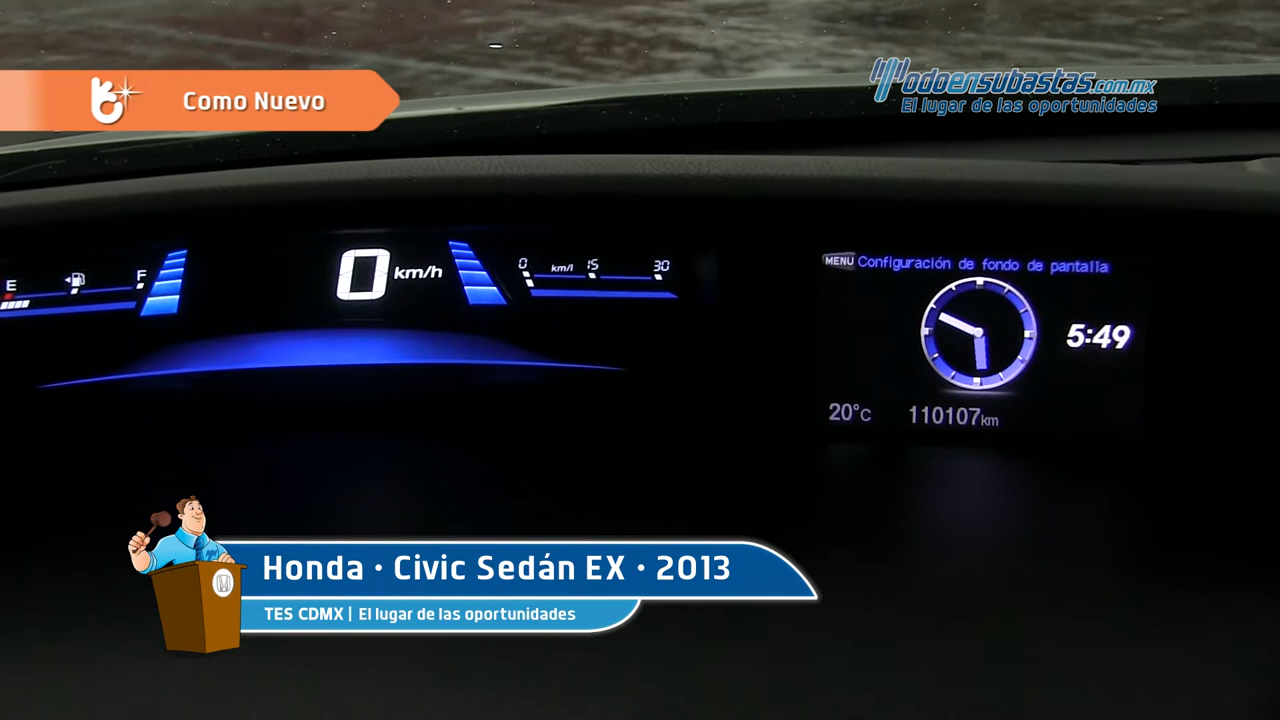 Como Nuevo
Todoensubastas.com.mx
El lugar de las oportunidades
E F
0 km/h
0 km/l 15 30
MENU Configuración de fondo de pantalla
5:49
20°C 110107km
Honda · Civic Sedán EX · 2013
TES CDMX | El lugar de las oportunidades